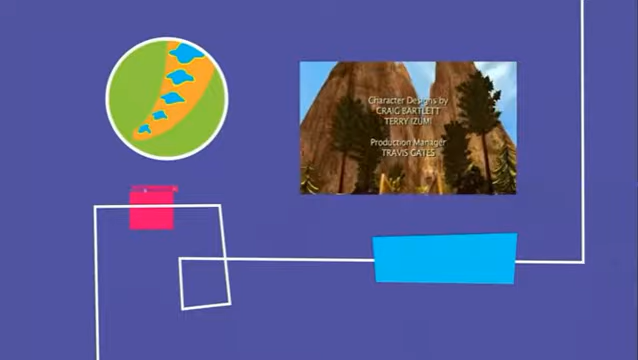 Character Designs by
CRAIG BARTLETT
TERRY IZUMI
Production Manager
TRAVIS GATES